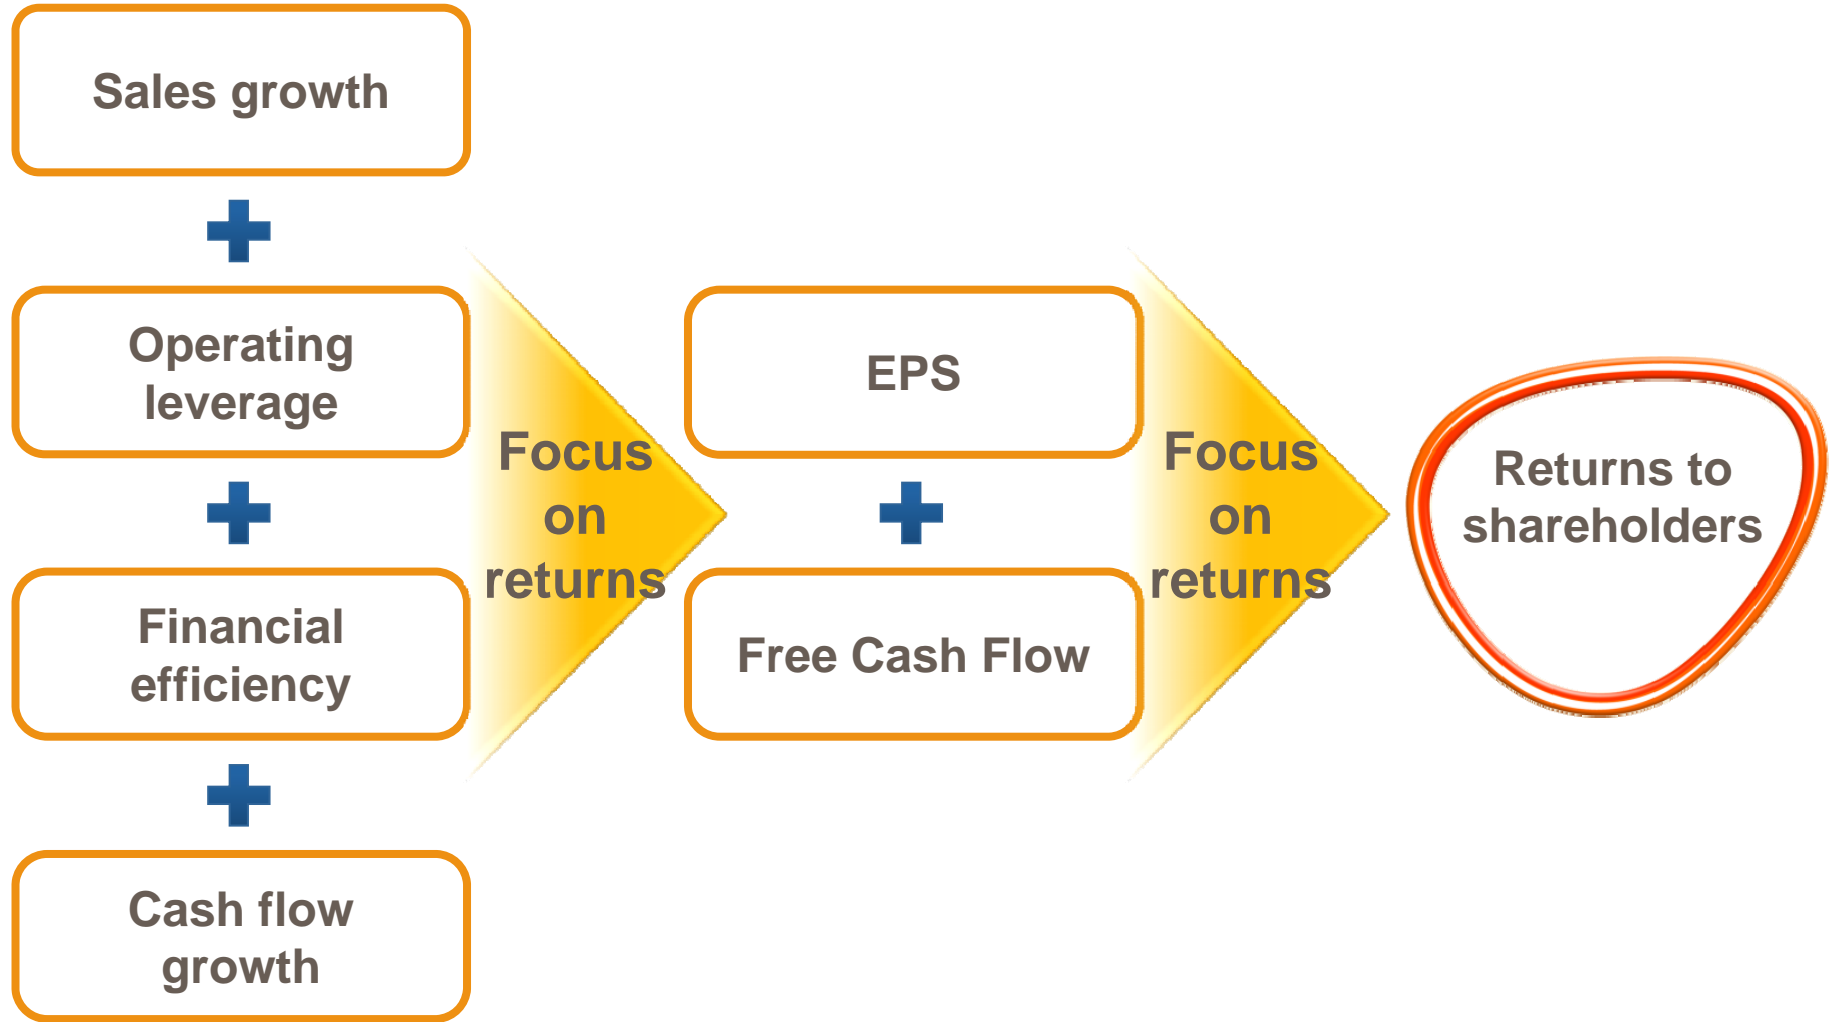 Sales growth
Operating
leverage
Financial
efficiency
Cash flow
growth
Focus
on
returns
EPS
Free Cash Flow
Focus
on
returns
Returns to
shareholders